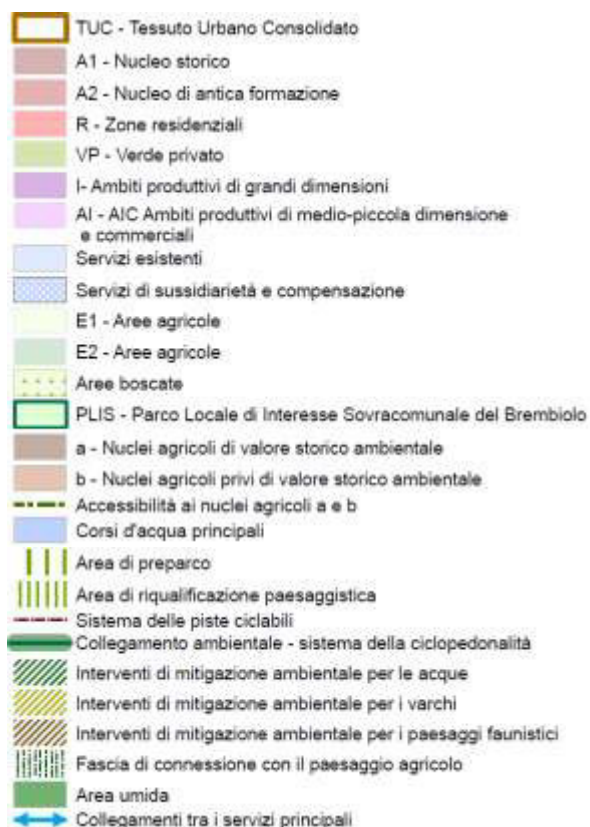 TUC - Tessuto Urbano Consolidato
A1 - Nucleo storico
A2 - Nucleo di antica formazione
R - Zone residenziali
VP - Verde privato
I- Ambiti produttivi di grandi dimensioni
AI - AIC Ambiti produttivi di medio-piccola dimensione
e commerciali
Servizi esistenti
Servizi di sussidiarietà e compensazione
E1 - Aree agricole
E2 - Aree agricole
Aree boscate
PLIS - Parco Locale di Interesse Sovracomunale del Brembiolo
a - Nuclei agricoli di valore storico ambientale
b - Nuclei agricoli privi di valore storico ambientale
Accessibilità ai nuclei agricoli a e b
Corsi d'acqua principali
Area di preparco
Area di riqualificazione paesaggistica
Sistema delle piste ciclabili
Collegamento ambientale - sistema della ciclopedonalità
Interventi di mitigazione ambientale per le acque
Interventi di mitigazione ambientale per i varchi
Interventi di mitigazione ambientale per i paesaggi faunistici
Fascia di connessione con il paesaggio agricolo
Area umida
Collegamenti tra i servizi principali